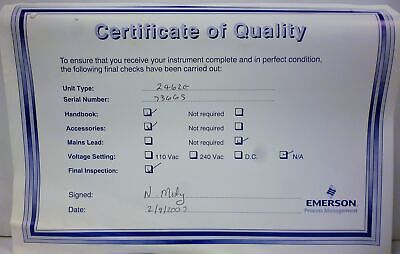 Certificate of Quality
To ensure that you receive your instrument complete and in perfect condition,
the following final checks have been carried out:
Unit Type: 2462C
Serial Number:
Handbook: Not required
Accessories: Not required
Mains Lead: Not required
Voltage Setting: 110 Vac 240 Vac D.C. N/A
Final Inspection:
Signed: N
Date:
EMERSON
Process Management